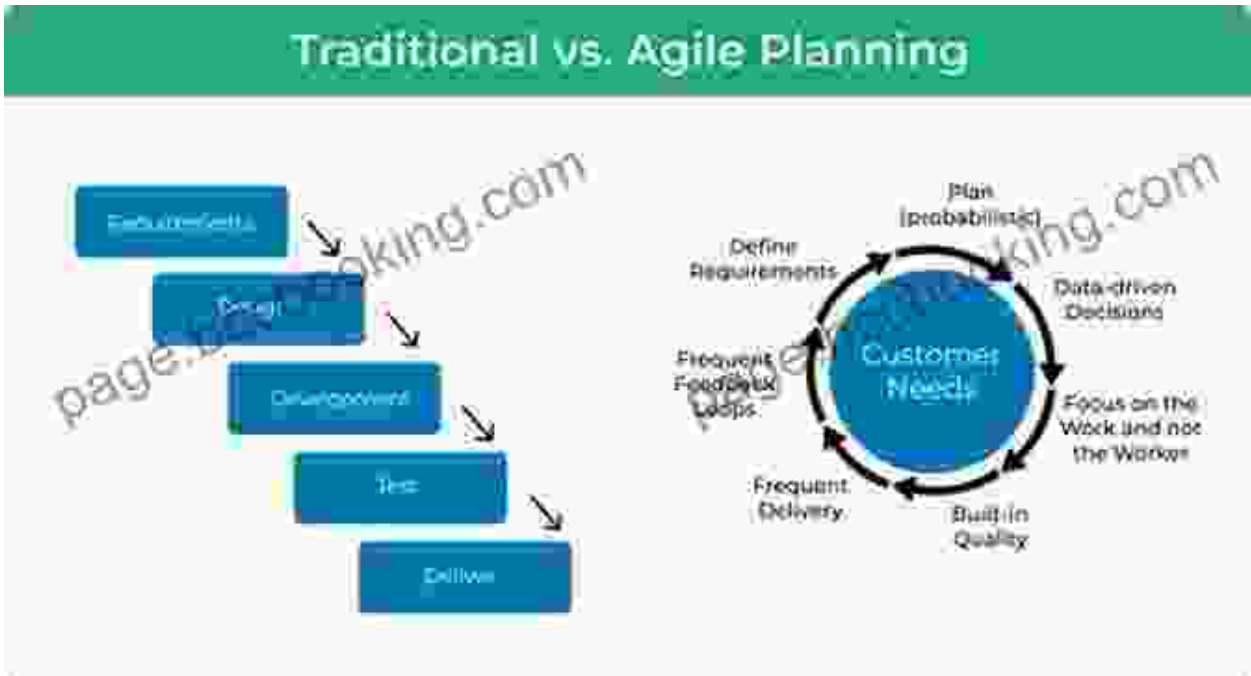 Traditional vs. Agile Planning
Design
Development
Test
Deliver
Plan
(probabilistic)
Define
Requirements
Data-driven
Decisions
Customer
Needs
Frequent
Feedback
Loops
Focus on the
Work and not
the Worker
Frequent
Delivery
Built-in
Quality